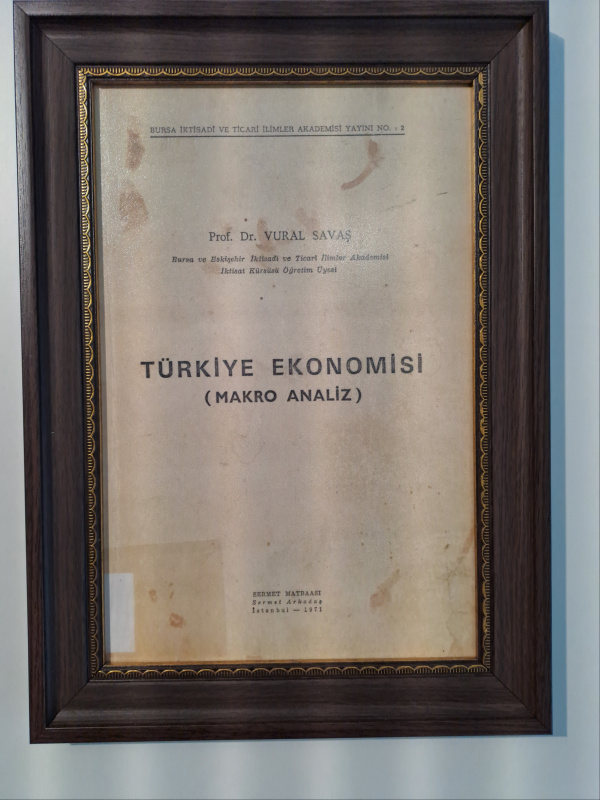 BURSA İKTİSADİ VE TİCARİ İLİMLER AKADEMİSİ YAYINI NO. : 2
Prof. Dr. VURAL SAVAŞ
Bursa ve Eskişehir İktisadi ve Ticari İlimler Akademisi
İktisat Kürsüsü Öğretim Üyesi
TÜRKİYE EKONOMİSİ
(MAKRO ANALİZ)
SERMET MATBAASI
Sermet Arkadaş
İstanbul — 1971